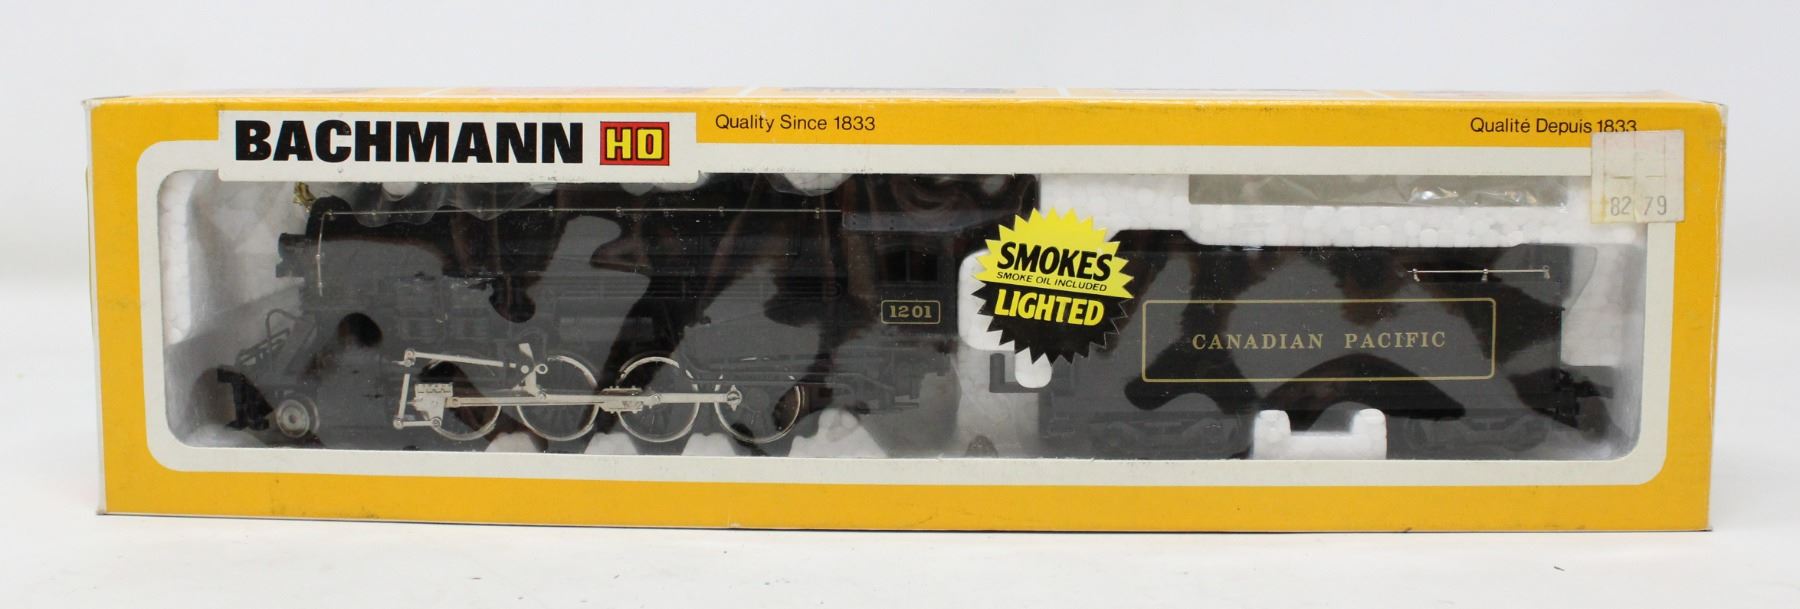 BACHMANN HO
Quality Since 1833
Qualité Depuis 1833
82 79
SMOKES
SMOKE OIL INCLUDED
LIGHTED
1201
CANADIAN PACIFIC